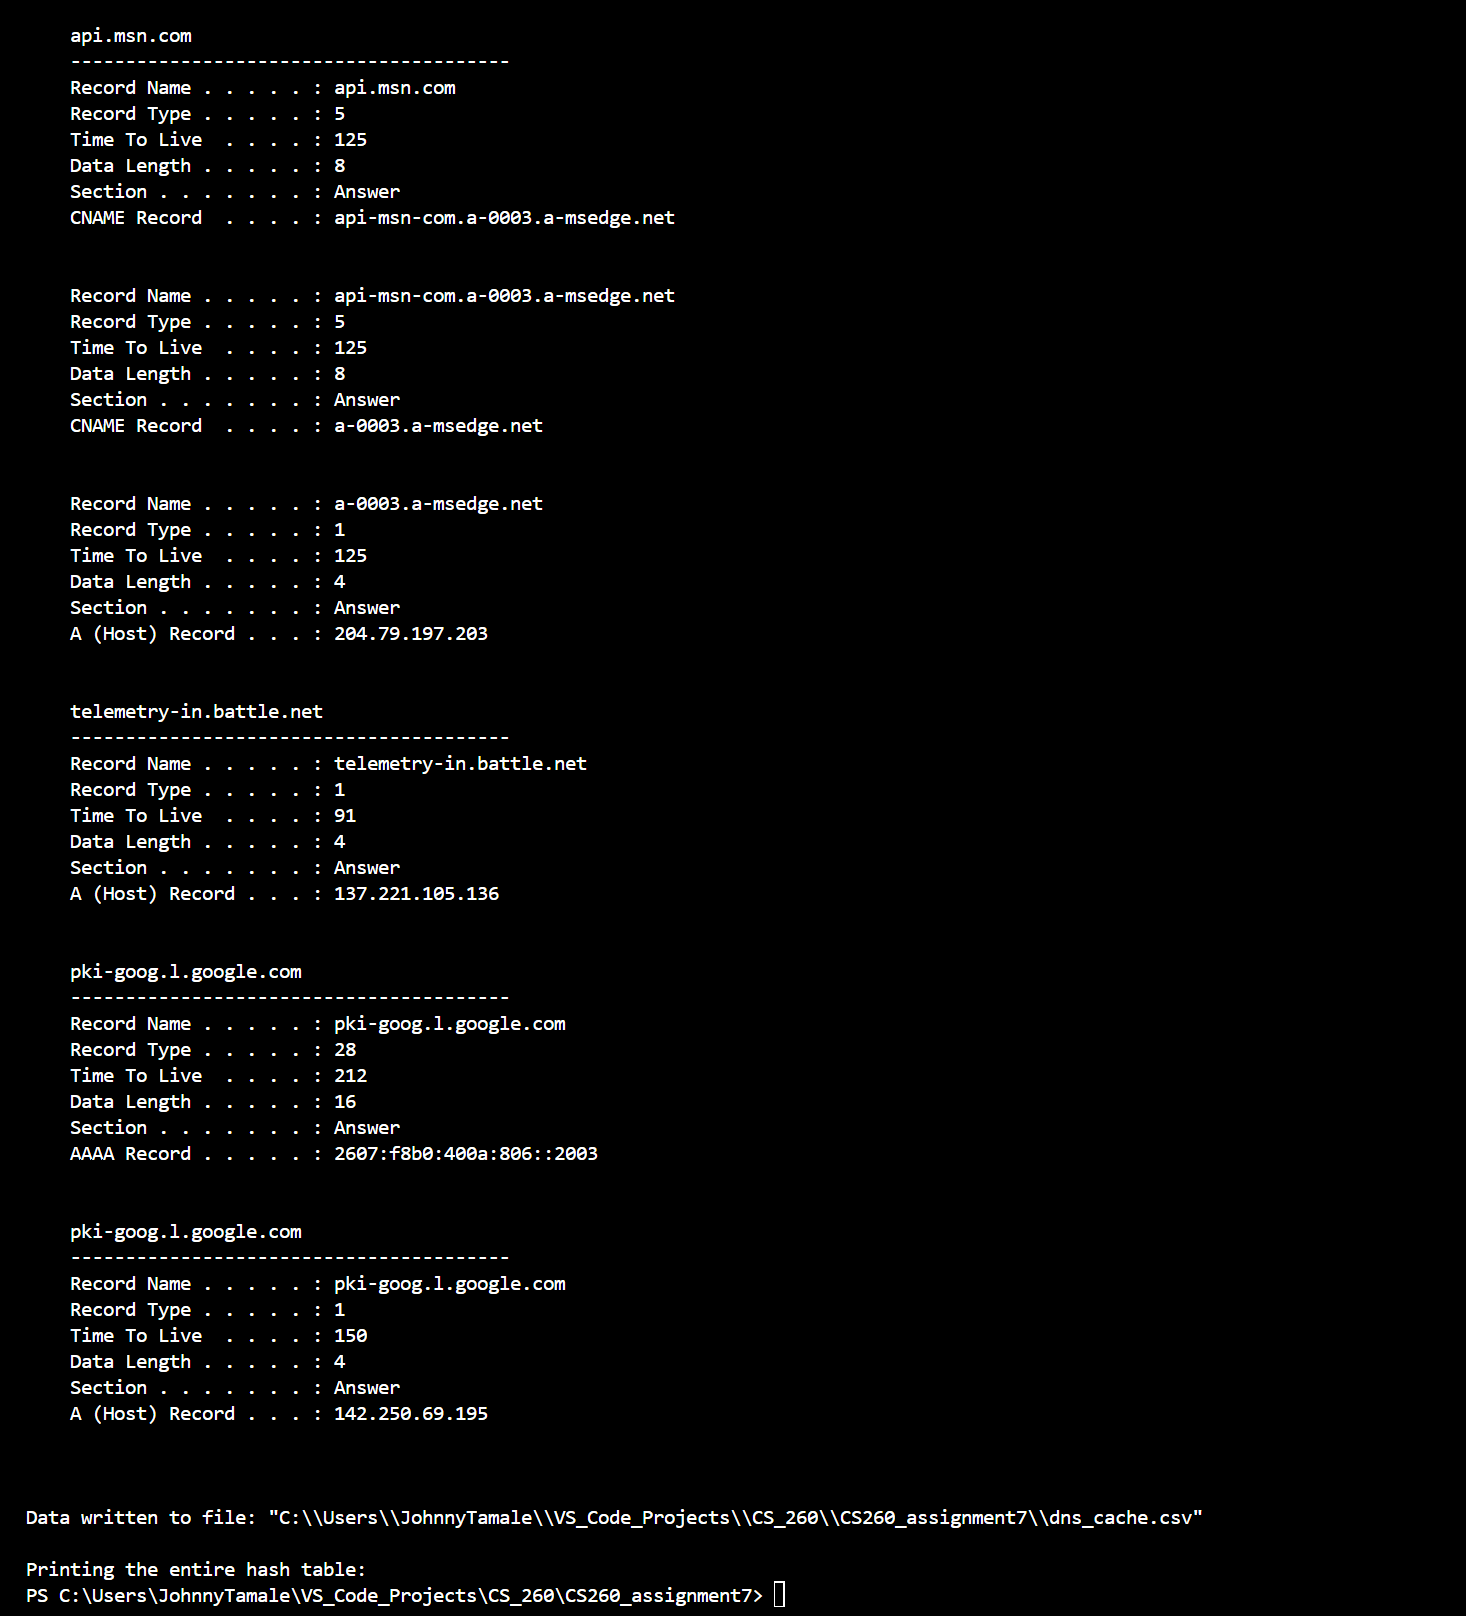 api.msn.com
----------------------------------------
Record Name . . . . . : api.msn.com
Record Type . . . . . : 5
Time To Live  . . . . : 125
Data Length . . . . . : 8
Section . . . . . . . : Answer
CNAME Record  . . . . : api-msn-com.a-0003.a-msedge.net
Record Name . . . . . : api-msn-com.a-0003.a-msedge.net
Record Type . . . . . : 5
Time To Live  . . . . : 125
Data Length . . . . . : 8
Section . . . . . . . : Answer
CNAME Record  . . . . : a-0003.a-msedge.net
Record Name . . . . . : a-0003.a-msedge.net
Record Type . . . . . : 1
Time To Live  . . . . : 125
Data Length . . . . . : 4
Section . . . . . . . : Answer
A (Host) Record . . . : 204.79.197.203
telemetry-in.battle.net
----------------------------------------
Record Name . . . . . : telemetry-in.battle.net
Record Type . . . . . : 1
Time To Live  . . . . : 91
Data Length . . . . . : 4
Section . . . . . . . : Answer
A (Host) Record . . . : 137.221.105.136
pki-goog.l.google.com
----------------------------------------
Record Name . . . . . : pki-goog.l.google.com
Record Type . . . . . : 28
Time To Live  . . . . : 212
Data Length . . . . . : 16
Section . . . . . . . : Answer
AAAA Record . . . . . : 2607:f8b0:400a:806::2003
pki-goog.l.google.com
----------------------------------------
Record Name . . . . . : pki-goog.l.google.com
Record Type . . . . . : 1
Time To Live  . . . . : 150
Data Length . . . . . : 4
Section . . . . . . . : Answer
A (Host) Record . . . : 142.250.69.195
Data written to file: "C:\\Users\\JohnnyTamale\\VS_Code_Projects\\CS_260\\CS260_assignment7\\dns_cache.csv"
Printing the entire hash table:
PS C:\Users\JohnnyTamale\VS_Code_Projects\CS_260\CS260_assignment7>